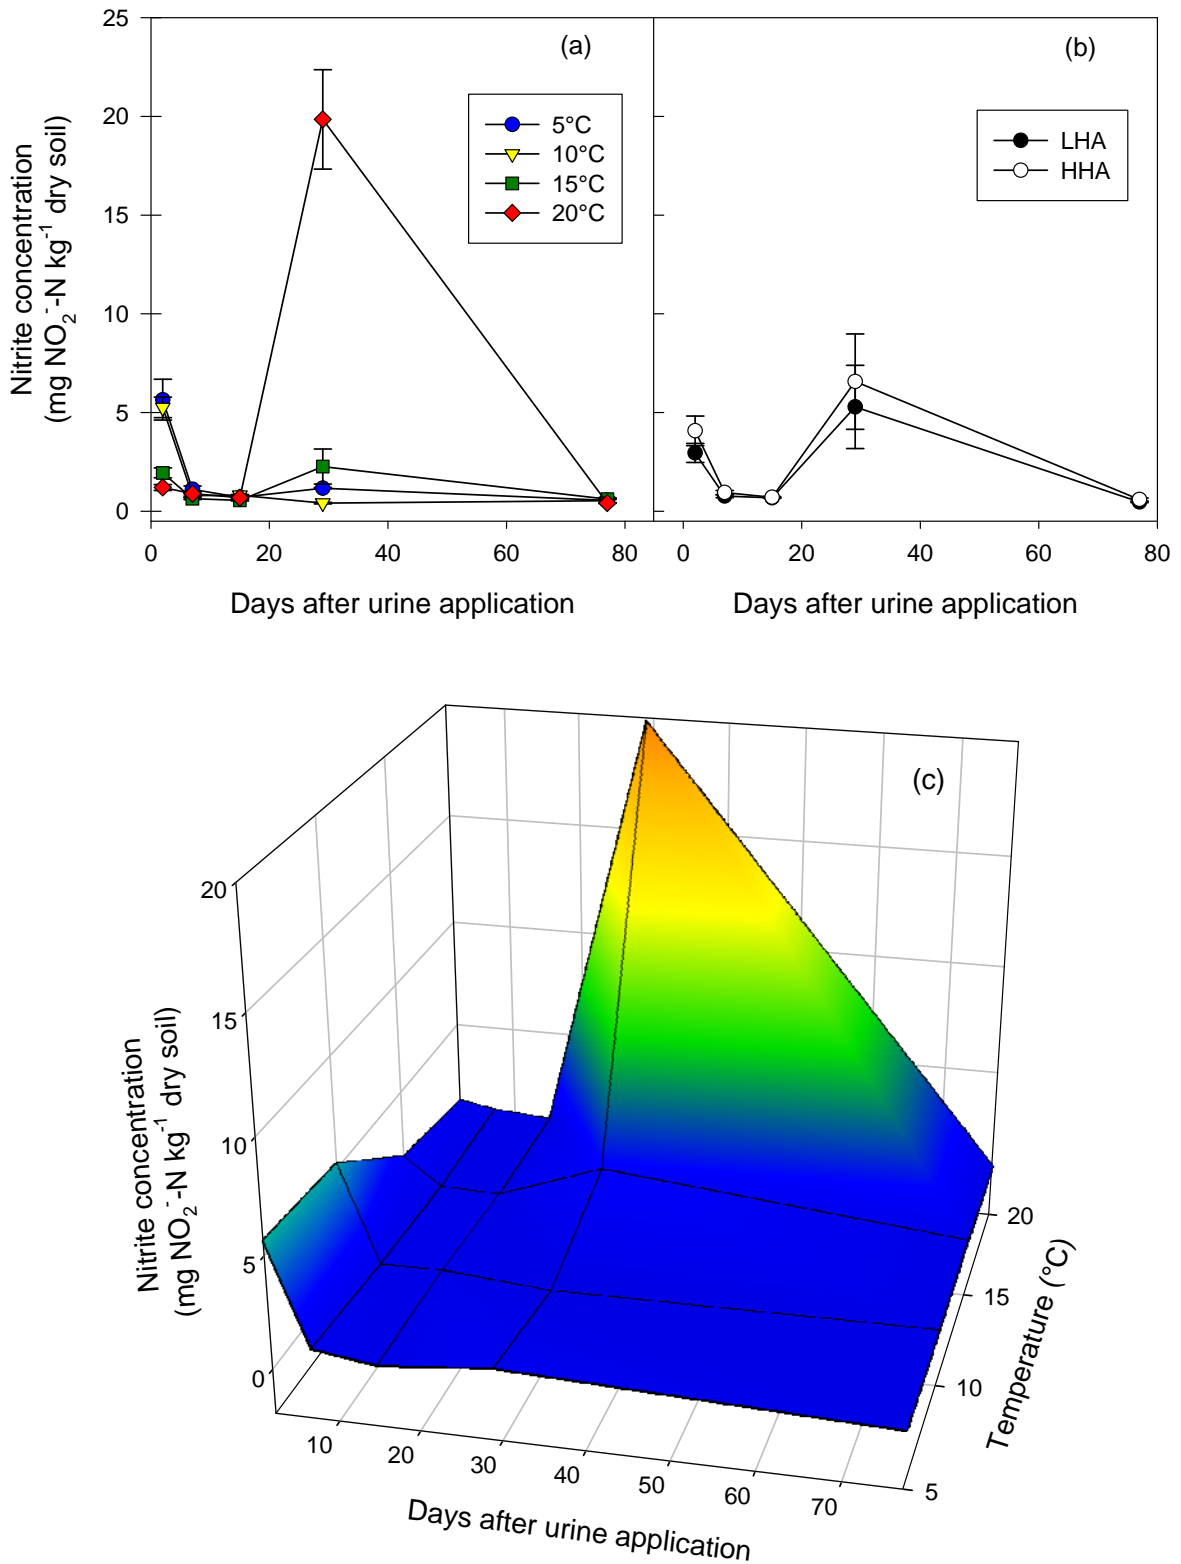 (a)
(b)
25
20
15
10
5
0
Nitrite concentration
(mg NO₂⁻-N kg⁻¹ dry soil)
5°C
10°C
15°C
20°C
LHA
HHA
0 20 40 60 80
0 20 40 60 80
Days after urine application
Days after urine application
(c)
20
15
10
5
0
Nitrite concentration
(mg NO₂⁻-N kg⁻¹ dry soil)
10 20 30 40 50 60 70
Days after urine application
20
15
10
5
Temperature (°C)